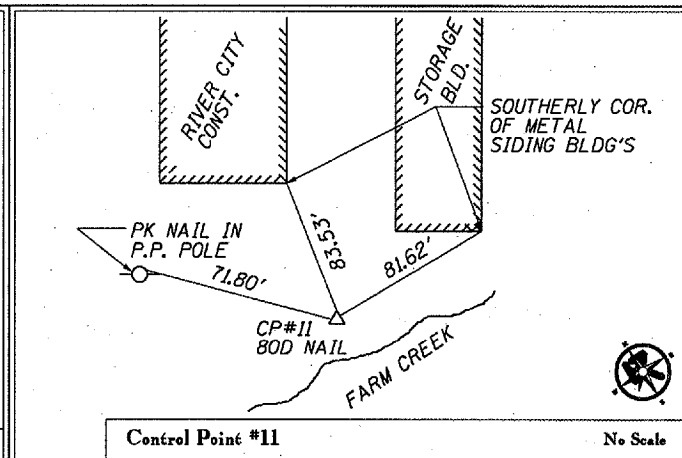 RIVER CITY
CONST.
STORAGE
BLD.
SOUTHERLY COR.
OF METAL
SIDING BLDG'S
PK NAIL IN
P.P. POLE
71.80'
83.53'
81.62'
CP#11
80D NAIL
FARM CREEK
Control Point #11
No Scale